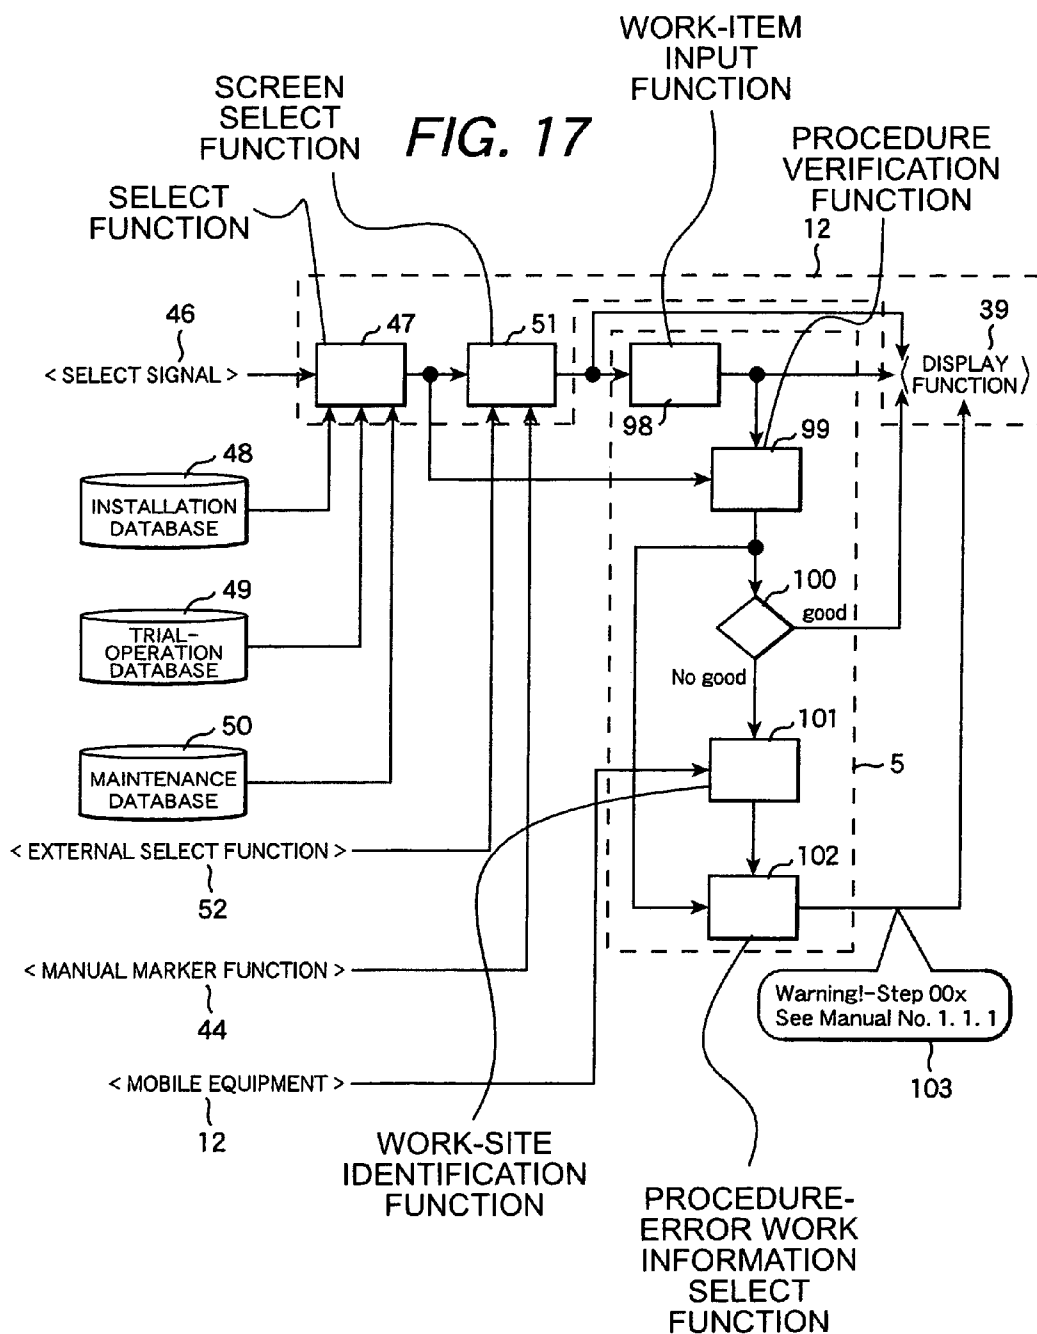 WORK-ITEM
INPUT
FUNCTION
SCREEN
SELECT
FUNCTION
FIG. 17
PROCEDURE
VERIFICATION
FUNCTION
SELECT
FUNCTION
12
46
47
51
39
< SELECT SIGNAL >
< DISPLAY
FUNCTION >
98
99
48
INSTALLATION
DATABASE
100
good
49
TRIAL-
OPERATION
DATABASE
No good
50
MAINTENANCE
DATABASE
101
5
< EXTERNAL SELECT FUNCTION >
52
102
< MANUAL MARKER FUNCTION >
44
Warning!-Step 00x
See Manual No. 1. 1. 1
103
< MOBILE EQUIPMENT >
12
WORK-SITE
IDENTIFICATION
FUNCTION
PROCEDURE-
ERROR WORK
INFORMATION
SELECT
FUNCTION